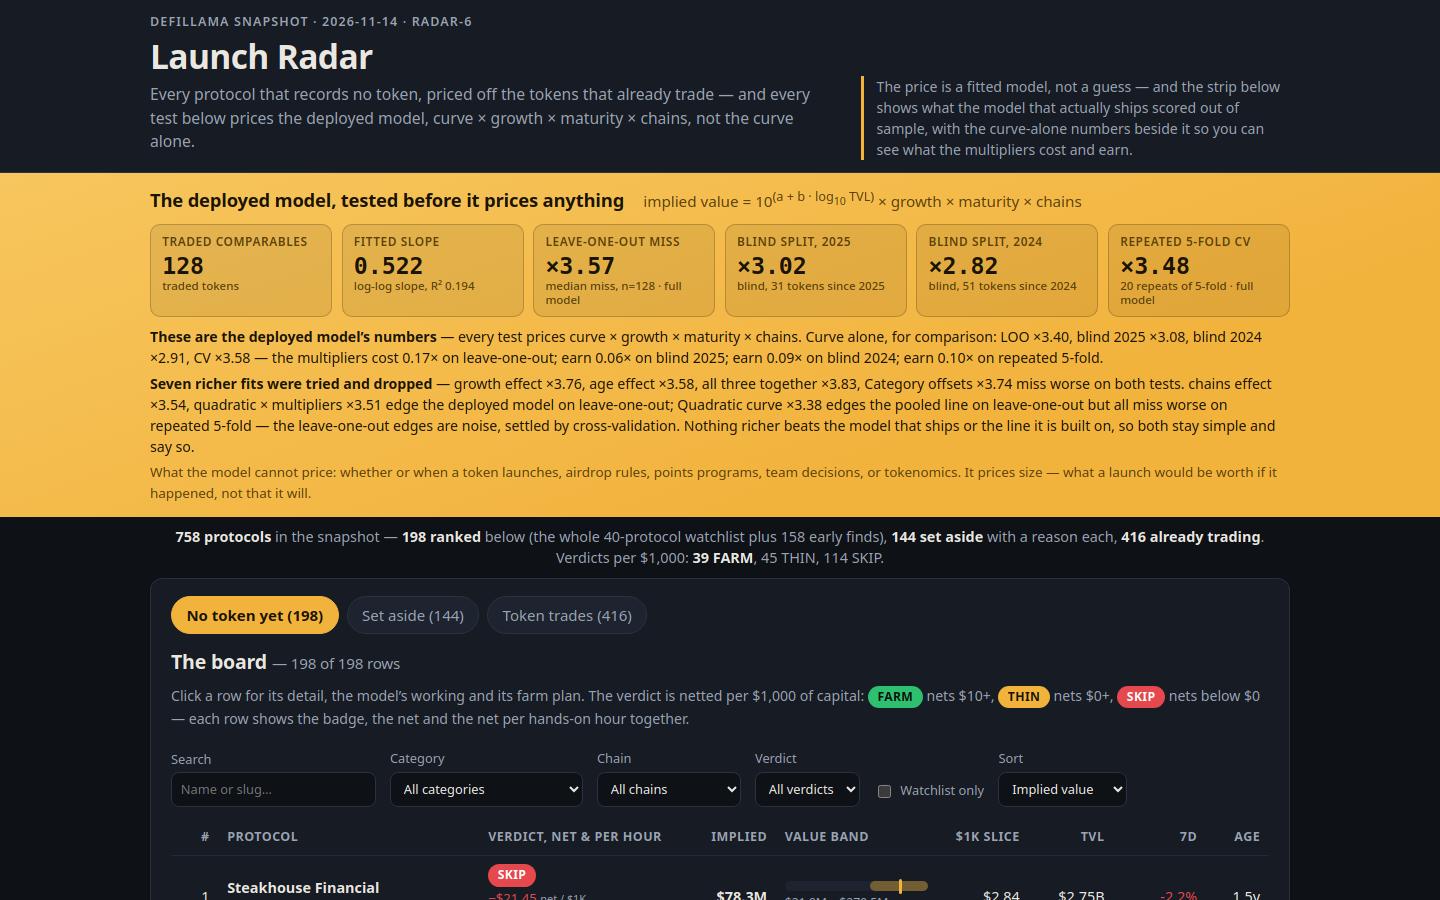 DEFILLAMA SNAPSHOT · 2026-11-14 · RADAR-6
Launch Radar
Every protocol that records no token, priced off the tokens that already trade — and every
test below prices the deployed model, curve × growth × maturity × chains, not the curve
alone.
The price is a fitted model, not a guess — and the strip below
shows what the model that actually ships scored out of
sample, with the curve-alone numbers beside it so you can
see what the multipliers cost and earn.
The deployed model, tested before it prices anything implied value = 10(a + b · log10 TVL) × growth × maturity × chains
TRADED COMPARABLES
128
traded tokens
FITTED SLOPE
0.522
log-log slope, R² 0.194
LEAVE-ONE-OUT MISS
×3.57
median miss, n=128 · full
model
BLIND SPLIT, 2025
×3.02
blind, 31 tokens since 2025
BLIND SPLIT, 2024
×2.82
blind, 51 tokens since 2024
REPEATED 5-FOLD CV
×3.48
20 repeats of 5-fold · full
model
These are the deployed model’s numbers — every test prices curve × growth × maturity × chains. Curve alone, for comparison: LOO ×3.40, blind 2025 ×3.08, blind 2024
×2.91, CV ×3.58 — the multipliers cost 0.17× on leave-one-out; earn 0.06× on blind 2025; earn 0.09× on blind 2024; earn 0.10× on repeated 5-fold.
Seven richer fits were tried and dropped — growth effect ×3.76, age effect ×3.58, all three together ×3.83, Category offsets ×3.74 miss worse on both tests. chains effect
×3.54, quadratic × multipliers ×3.51 edge the deployed model on leave-one-out; Quadratic curve ×3.38 edges the pooled line on leave-one-out but all miss worse on
repeated 5-fold — the leave-one-out edges are noise, settled by cross-validation. Nothing richer beats the model that ships or the line it is built on, so both stay simple and
say so.
What the model cannot price: whether or when a token launches, airdrop rules, points programs, team decisions, or tokenomics. It prices size — what a launch would be worth if it
happened, not that it will.
758 protocols in the snapshot — 198 ranked below (the whole 40-protocol watchlist plus 158 early finds), 144 set aside with a reason each, 416 already trading.
Verdicts per $1,000: 39 FARM, 45 THIN, 114 SKIP.
No token yet (198) Set aside (144) Token trades (416)
The board — 198 of 198 rows
Click a row for its detail, the model’s working and its farm plan. The verdict is netted per $1,000 of capital: FARM nets $10+, THIN nets $0+, SKIP nets below $0
— each row shows the badge, the net and the net per hands-on hour together.
Search Category Chain Verdict Sort
Name or slug... All categories All chains All verdicts Watchlist only Implied value
# PROTOCOL VERDICT, NET & PER HOUR IMPLIED VALUE BAND $1K SLICE TVL 7D AGE
SKIP
1 Steakhouse Financial −$21.45 net / $1K $78.3M $2.84 $2.75B -2.2% 1.5y